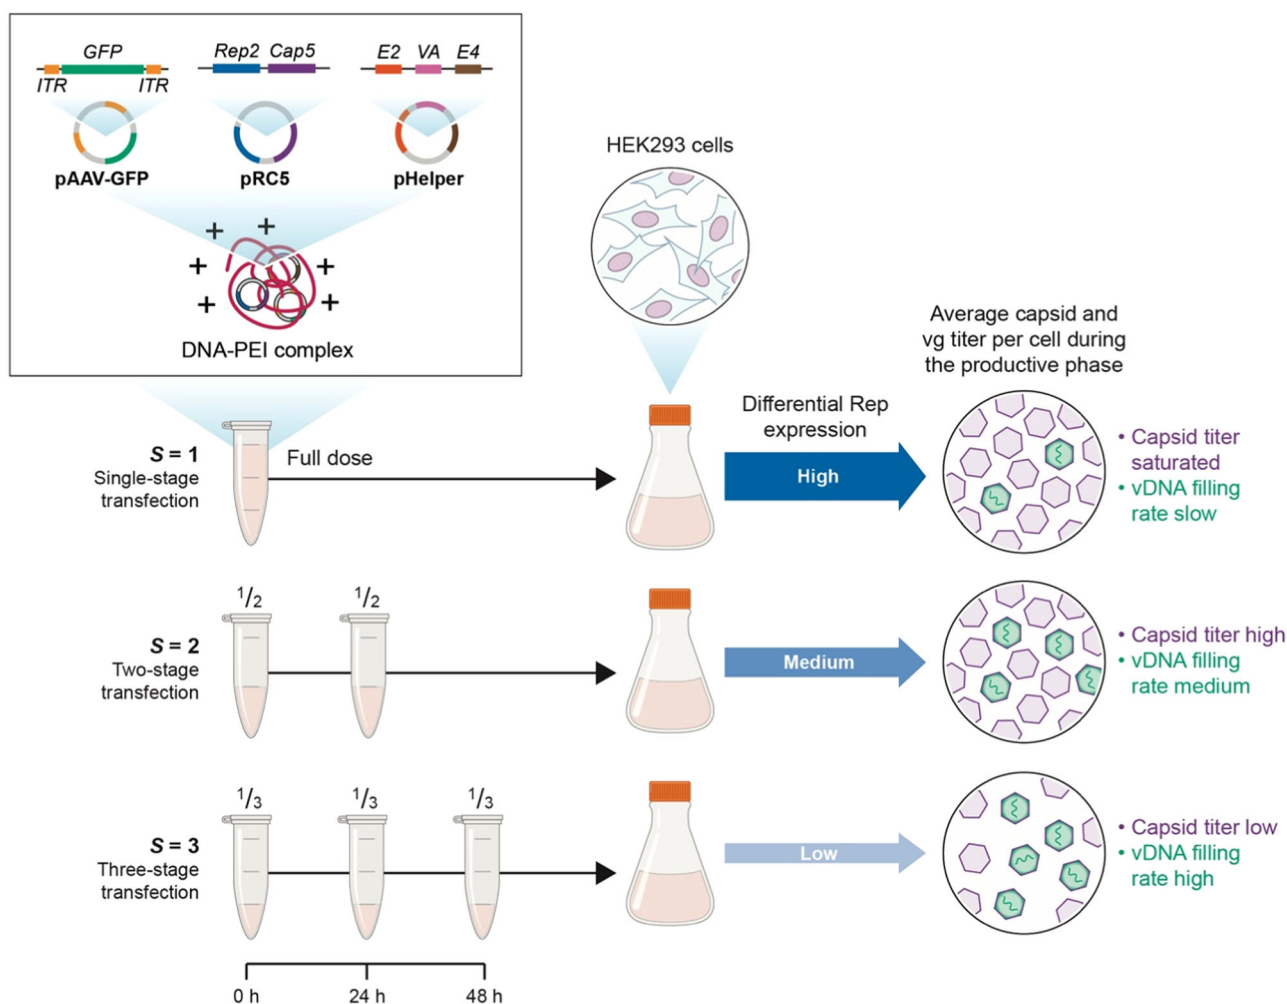 GFP
ITR ITR
Rep2 Cap5
E2 VA E4
pAAV-GFP
pRC5
pHelper
+ + + + + +
DNA-PEI complex
HEK293 cells
Average capsid and
vg titer per cell during
the productive phase
S = 1
Single-stage
transfection
Full dose
Differential Rep
expression
High
• Capsid titer
saturated
• vDNA filling
rate slow
1/2 1/2
S = 2
Two-stage
transfection
Medium
• Capsid titer high
• vDNA filling
rate medium
1/3 1/3 1/3
S = 3
Three-stage
transfection
Low
• Capsid titer low
• vDNA filling
rate high
0 h 24 h 48 h